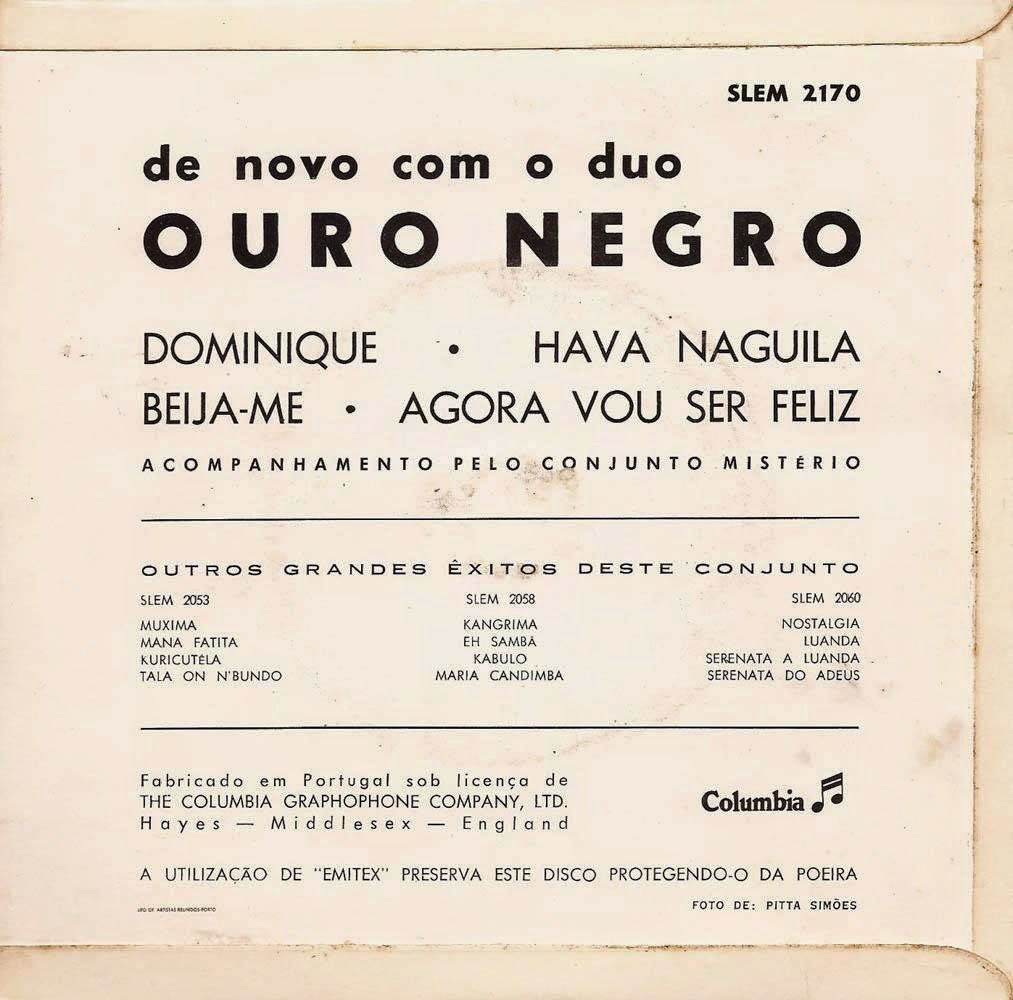 SLEM 2170
de novo com o duo
OURO NEGRO
DOMINIQUE • HAVA NAGUILA
BEIJA-ME • AGORA VOU SER FELIZ
ACOMPANHAMENTO PELO CONJUNTO MISTÉRIO
OUTROS GRANDES ÊXITOS DESTE CONJUNTO
SLEM 2053 SLEM 2058 SLEM 2060
MUXIMA KANGRIMA NOSTALGIA
MANA FATITA EH SAMBA LUANDA
KURICUTÉLA KABULO SERENATA A LUANDA
TALA ON N'BUNDO MARIA CANDIMBA SERENATA DO ADEUS
Fabricado em Portugal sob licença de
THE COLUMBIA GRAPHOPHONE COMPANY, LTD.
Hayes — Middlesex — England
Columbia
A UTILIZAÇÃO DE "EMITEX" PRESERVA ESTE DISCO PROTEGENDO-O DA POEIRA
FOTO DE: PITTA SIMÕES
ARTISTAS REUNIDOS-PORTO